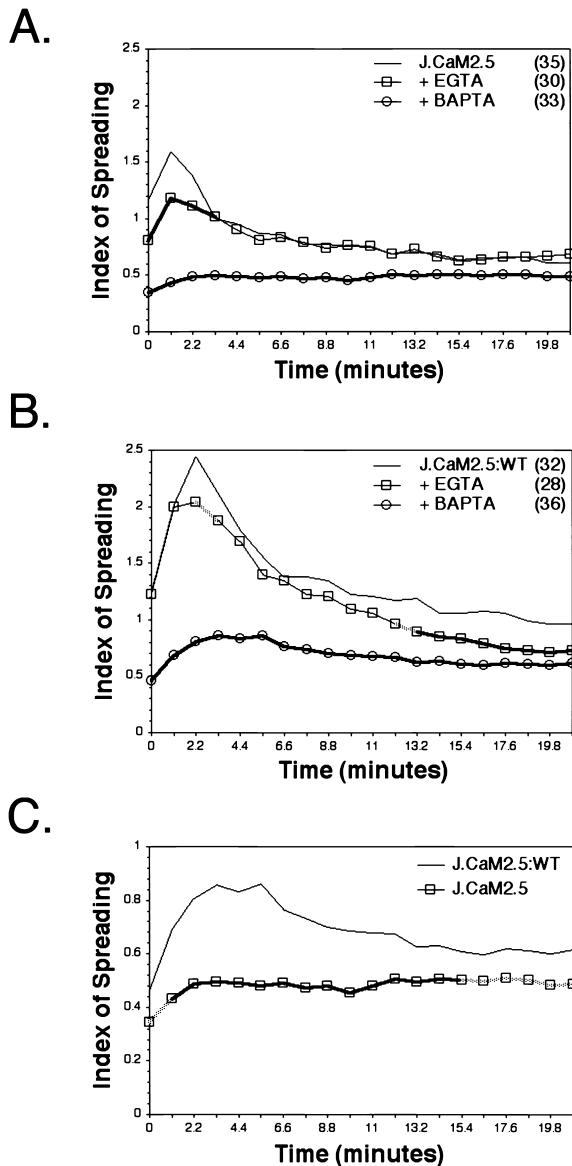 A.
2.5
2
1.5
1
0.5
0
J.CaM2.5 (35)
+ EGTA (30)
+ BAPTA (33)
Index of Spreading
0 2.2 4.4 6.6 8.8 11 13.2 15.4 17.6 19.8
Time (minutes)
B.
2.5
2
1.5
1
0.5
0
J.CaM2.5:WT (32)
+ EGTA (28)
+ BAPTA (36)
Index of Spreading
0 2.2 4.4 6.6 8.8 11 13.2 15.4 17.6 19.8
Time (minutes)
C.
1
0.8
0.6
0.4
0.2
0
J.CaM2.5:WT
J.CaM2.5
Index of Spreading
0 2.2 4.4 6.6 8.8 11 13.2 15.4 17.6 19.8
Time (minutes)